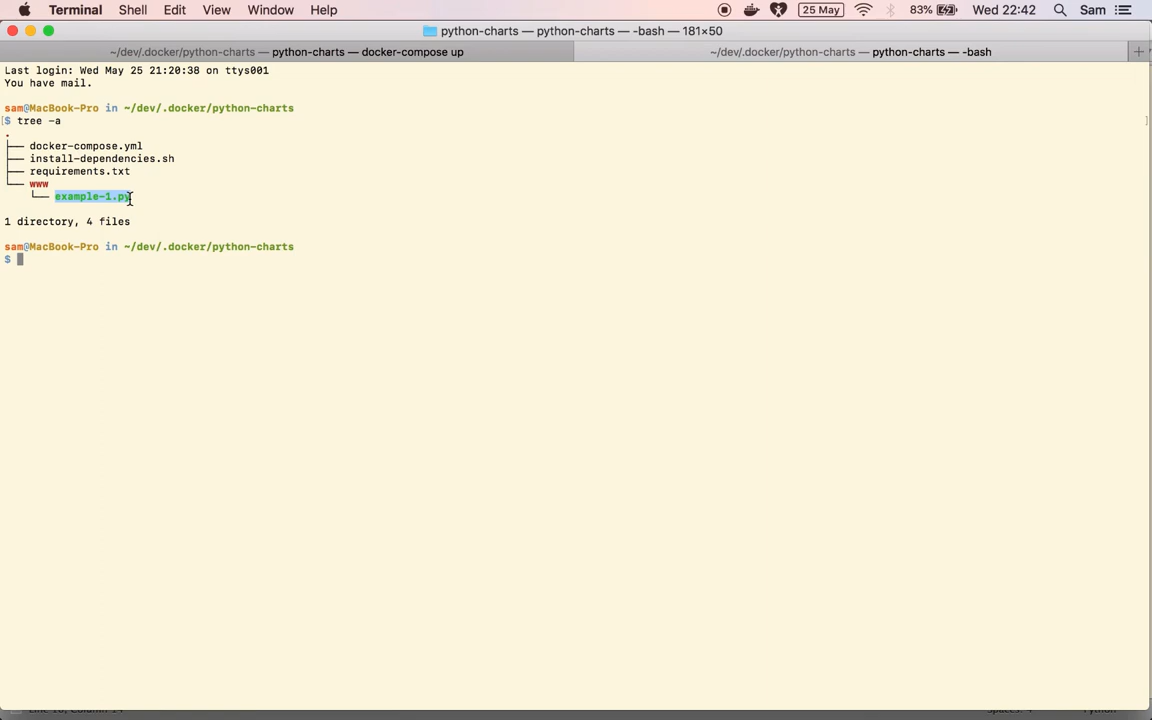 Terminal Shell Edit View Window Help 25 May 83% Wed 22:42 Sam
python-charts — python-charts — -bash — 181×50
~/dev/.docker/python-charts — python-charts — docker-compose up ~/dev/.docker/python-charts — python-charts — -bash +
Last login: Wed May 25 21:20:38 on ttys001
You have mail.
sam@MacBook-Pro in ~/dev/.docker/python-charts
[$ tree -a ]
.
├── docker-compose.yml
├── install-dependencies.sh
├── requirements.txt
└── www
└── example-1.py
1 directory, 4 files
sam@MacBook-Pro in ~/dev/.docker/python-charts
$